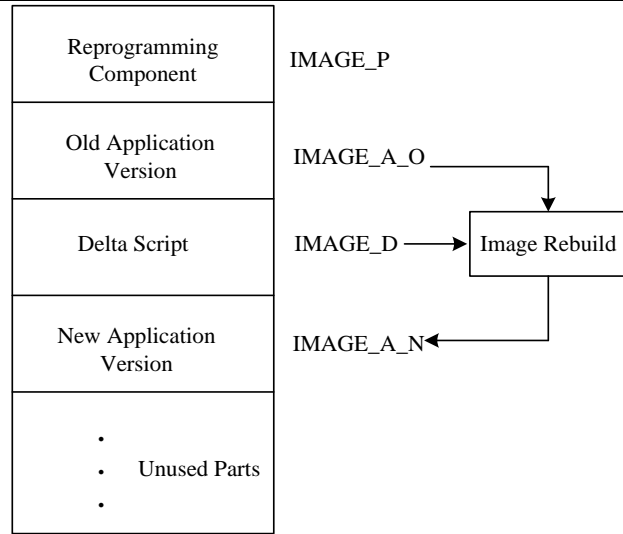 Reprogramming
Component
IMAGE_P
Old Application
Version
IMAGE_A_O
Delta Script
IMAGE_D
Image Rebuild
New Application
Version
IMAGE_A_N
Unused Parts